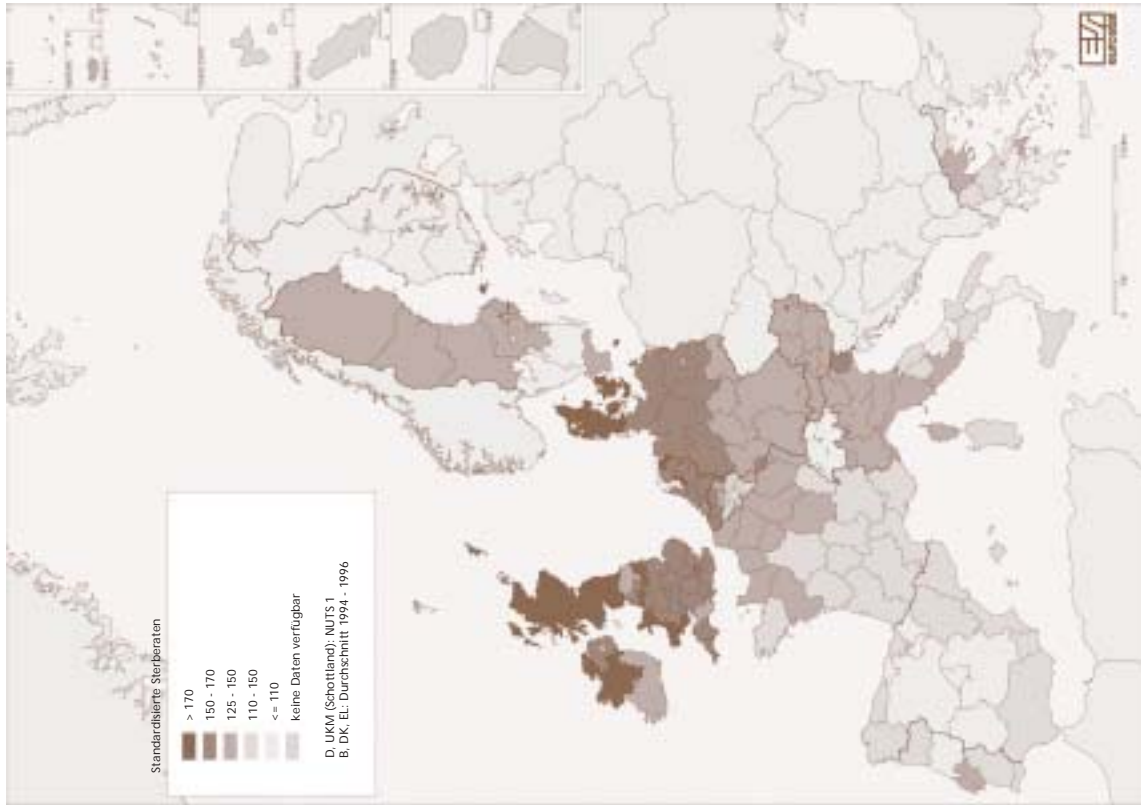 Standardisierte Sterberaten
> 170
150 - 170
125 - 150
110 - 150
<= 110
keine Daten verfügbar
D, UKM (Schottland): NUTS 1
B, DK, EL: Durchschnitt 1994 - 1996
eurostat